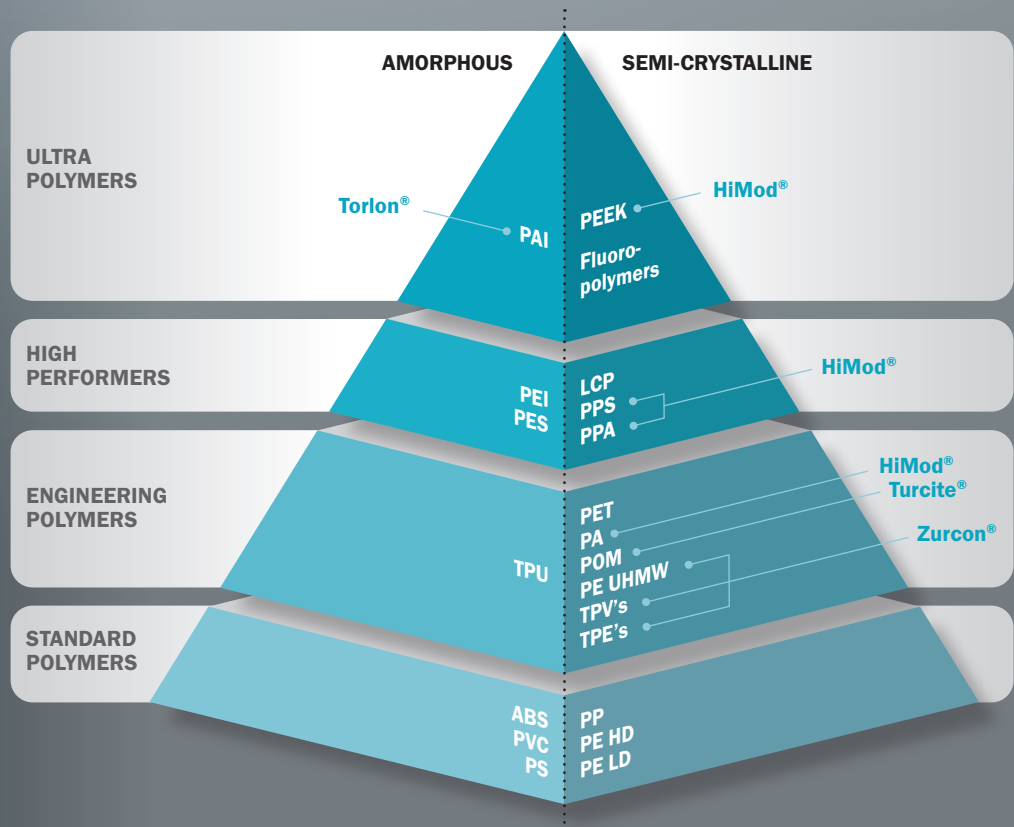 AMORPHOUS
SEMI-CRYSTALLINE
ULTRA
POLYMERS
Torlon®
PAI
PEEK
HiMod®
Fluoro-
polymers
HIGH
PERFORMERS
PEI
PES
LCP
PPS
PPA
HiMod®
ENGINEERING
POLYMERS
TPU
PET
PA
POM
PE UHMW
TPV's
TPE's
HiMod®
Turcite®
Zurcon®
STANDARD
POLYMERS
ABS
PVC
PS
PP
PE HD
PE LD